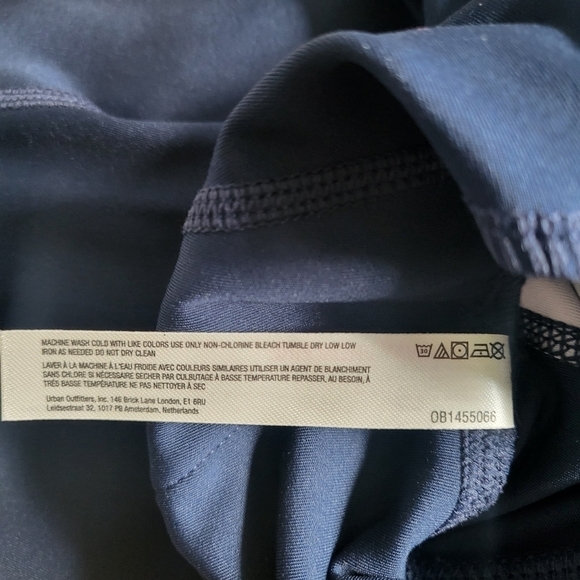 MACHINE WASH COLD WITH LIKE COLORS USE ONLY NON-CHLORINE BLEACH TUMBLE DRY LOW LOW
IRON AS NEEDED DO NOT DRY CLEAN
LAVER À LA MACHINE À L'EAU FROIDE AVEC COULEURS SIMILAIRES UTILISER UN AGENT DE BLANCHIMENT
SANS CHLORE SI NÉCESSAIRE SECHER PAR CULBUTAGE À BASSE TEMPERATURE REPASSER, AU BESOIN, À
TRÈS BASSE TEMPÉRATURE NE PAS NETTOYER À SEC
Urban Outfitters, Inc. 146 Brick Lane London, E1 6RU
Leidsestraat 32, 1017 PB Amsterdam, Netherlands
OB1455066
30